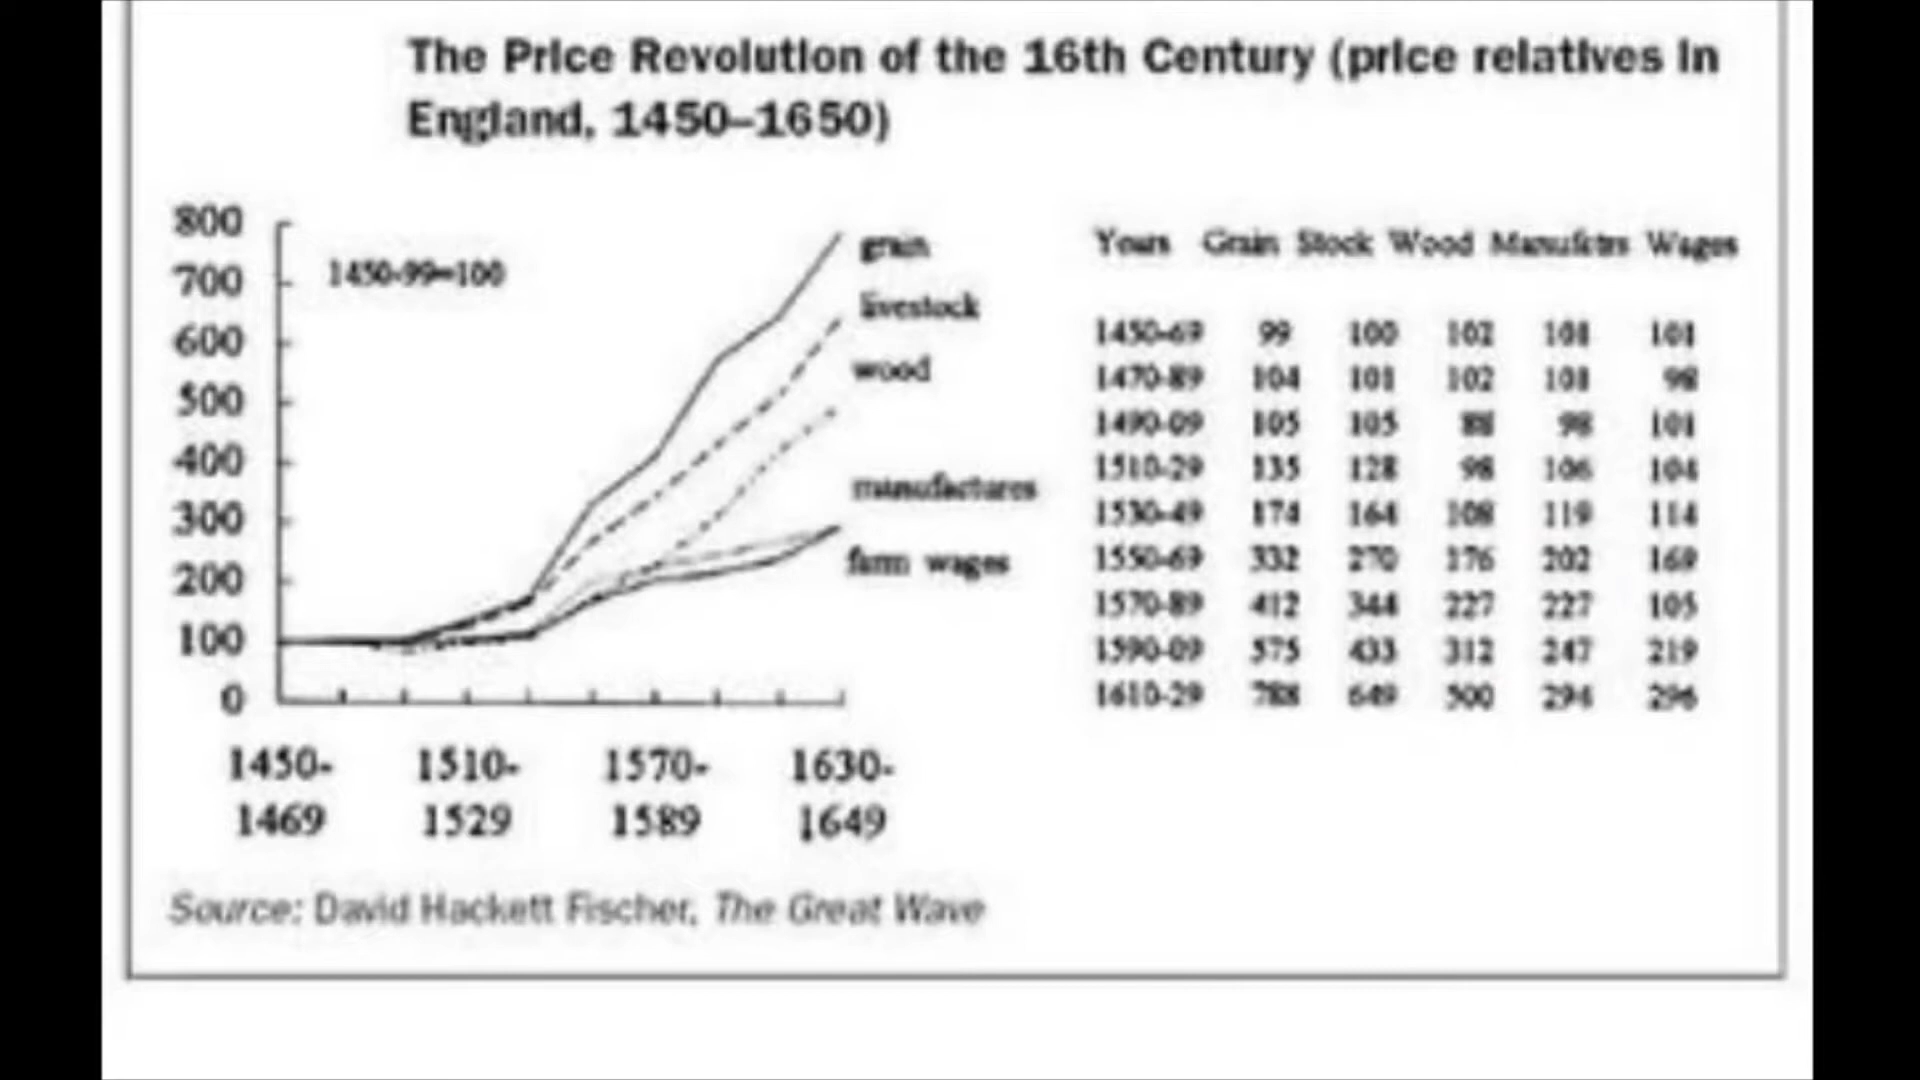 The Price Revolution of the 16th Century (price relatives in
England, 1450–1650)
800
700
600
500
400
300
200
100
0
1450-99=100
grain
livestock
wood
manufactures
farm wages
1450-
1469
1510-
1529
1570-
1589
1630-
1649
Years Grain Stock Wood Manufctrs Wages
1450-69 99 100 102 101 101
1470-89 104 101 102 101 98
1490-09 105 105 88 98 101
1510-29 135 128 98 106 104
1530-49 174 164 108 119 114
1550-69 332 270 176 202 169
1570-89 412 344 227 227 105
1590-09 575 433 312 247 219
1610-29 788 649 500 294 296
Source: David Hackett Fischer, The Great Wave